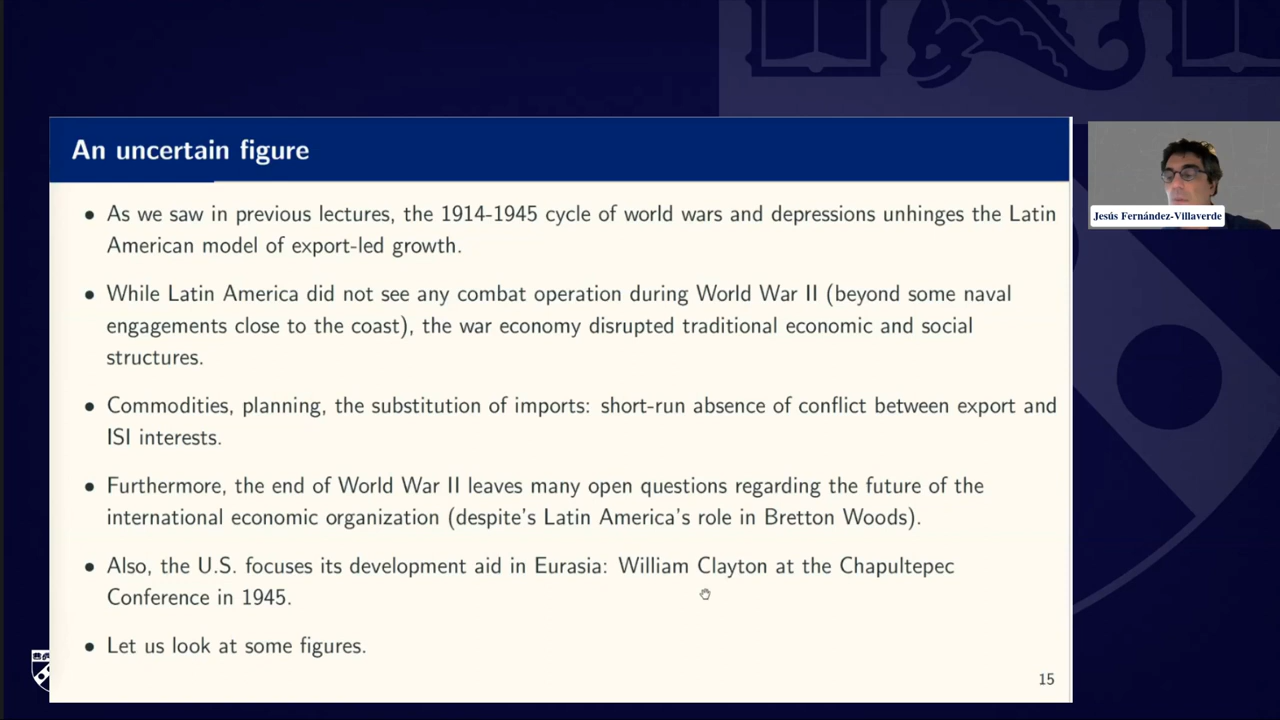 An uncertain figure
• As we saw in previous lectures, the 1914-1945 cycle of world wars and depressions unhinges the Latin
American model of export-led growth.
• While Latin America did not see any combat operation during World War II (beyond some naval
engagements close to the coast), the war economy disrupted traditional economic and social
structures.
• Commodities, planning, the substitution of imports: short-run absence of conflict between export and
ISI interests.
• Furthermore, the end of World War II leaves many open questions regarding the future of the
international economic organization (despite's Latin America's role in Bretton Woods).
• Also, the U.S. focuses its development aid in Eurasia: William Clayton at the Chapultepec
Conference in 1945.
• Let us look at some figures.
15
Jesús Fernández-Villaverde